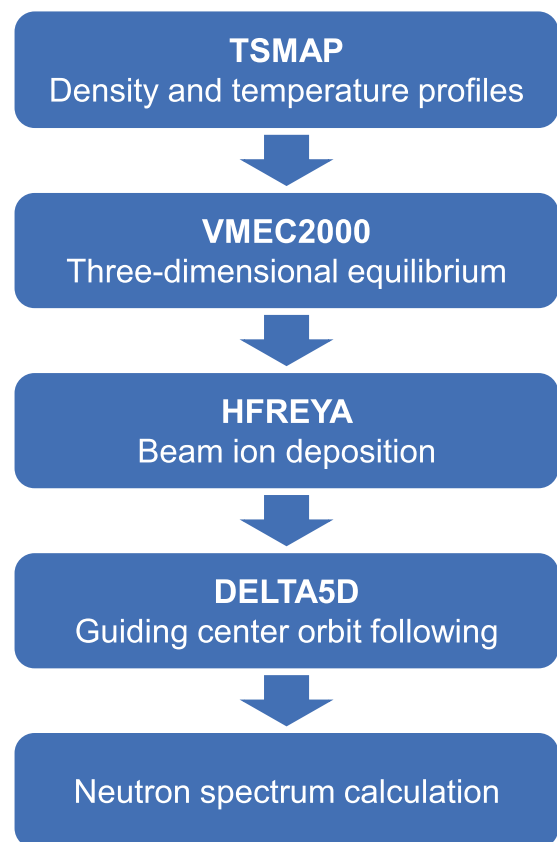 TSMAP
Density and temperature profiles
VMEC2000
Three-dimensional equilibrium
HFREYA
Beam ion deposition
DELTA5D
Guiding center orbit following
Neutron spectrum calculation